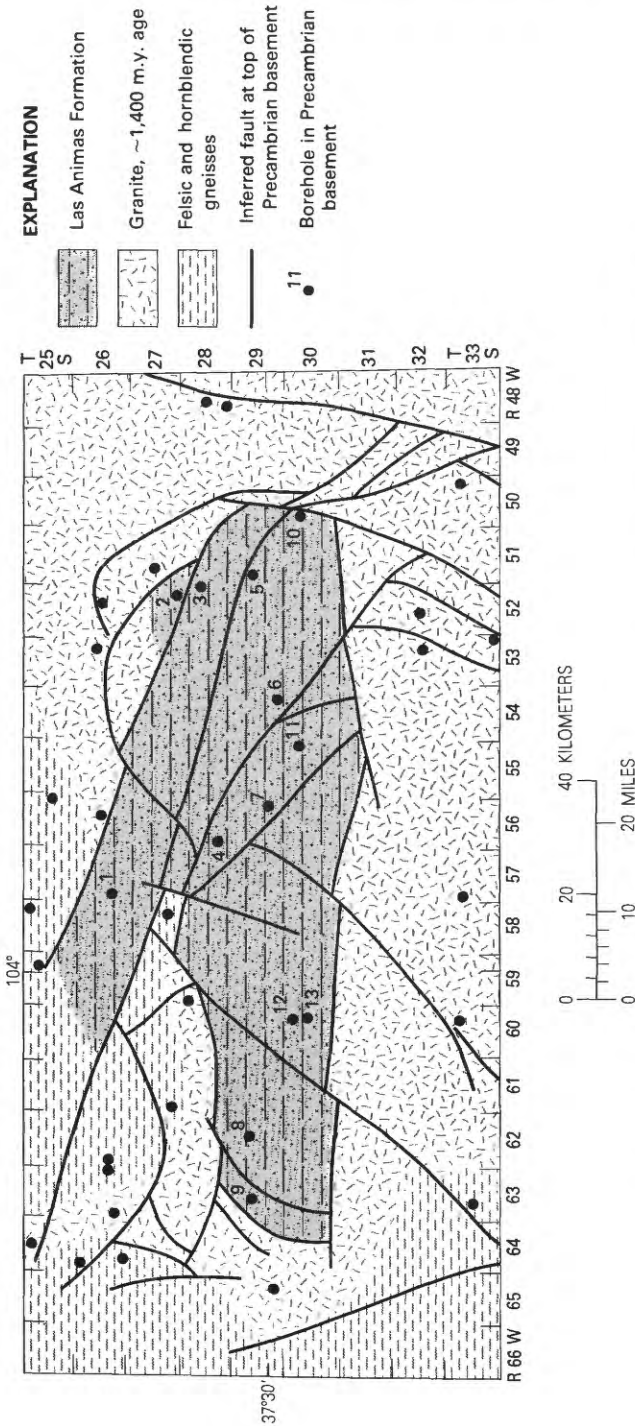 EXPLANATION
Las Animas Formation
Granite, ~1,400 m.y. age
Felsic and hornblendic
gneisses
Inferred fault at top of
Precambrian basement
11
Borehole in Precambrian
basement
104°
37°30'
T
S
25
26
27
28
29
30
31
32
33
T
S
R 66 W
65
64
63
62
61
60
59
58
57
56
55
54
53
52
51
50
49
R 48 W
1
2
3
4
5
6
7
8
9
10
11
12
13
0
20
40 KILOMETERS
0
10
20 MILES